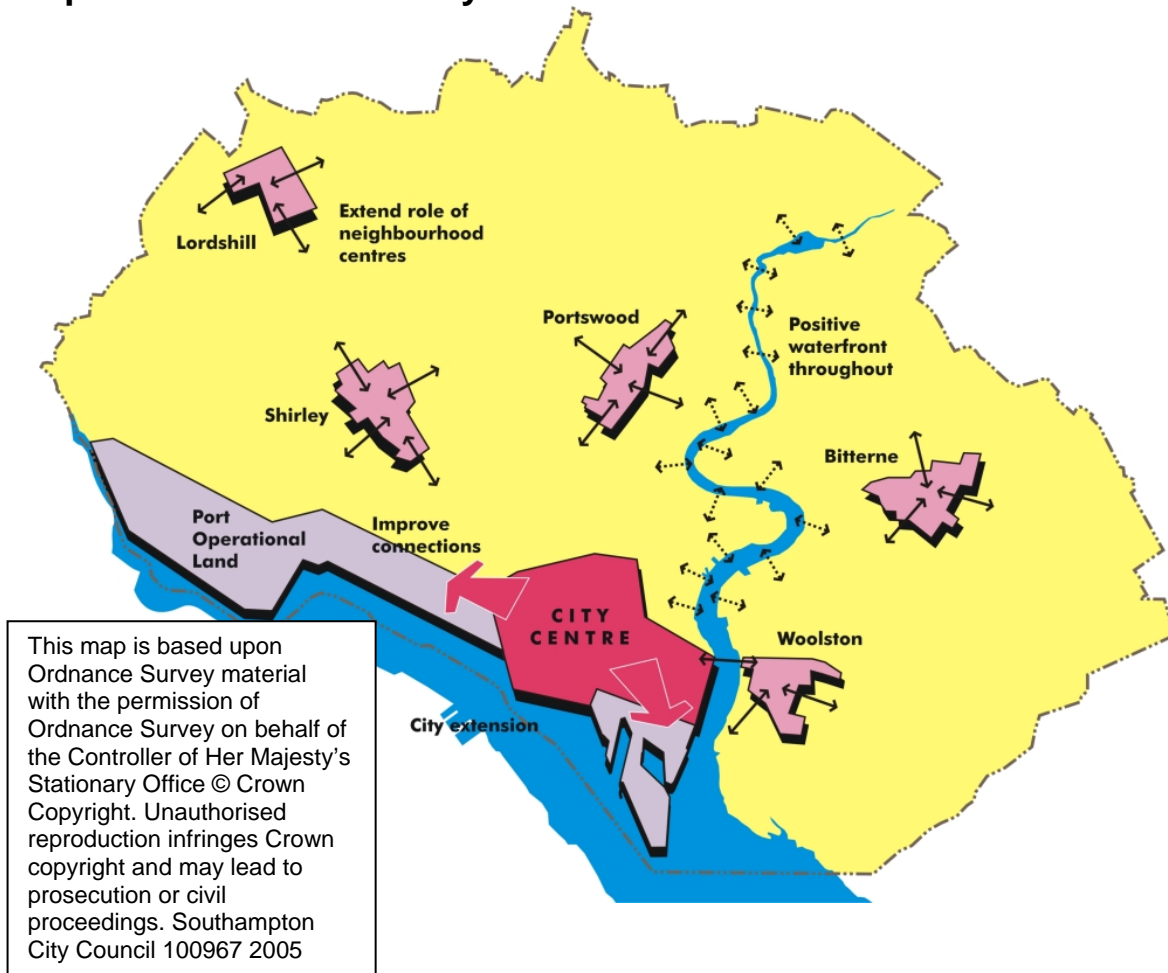 Lordshill
Extend role of
neighbourhood
centres
Portswood
Positive
waterfront
throughout
Shirley
Bitterne
Port
Operational
Land
Improve
connections
CITY
CENTRE
Woolston
City extension
This map is based upon
Ordnance Survey material
with the permission of
Ordnance Survey on behalf of
the Controller of Her Majesty's
Stationary Office © Crown
Copyright. Unauthorised
reproduction infringes Crown
copyright and may lead to
prosecution or civil
proceedings. Southampton
City Council 100967 2005